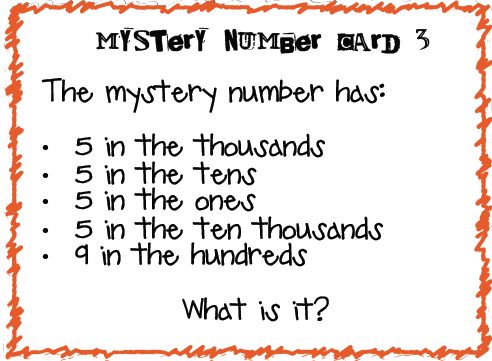 Mystery Number Card 3
The mystery number has:
• 5 in the thousands
• 5 in the tens
• 5 in the ones
• 5 in the ten thousands
• 9 in the hundreds
What is it?